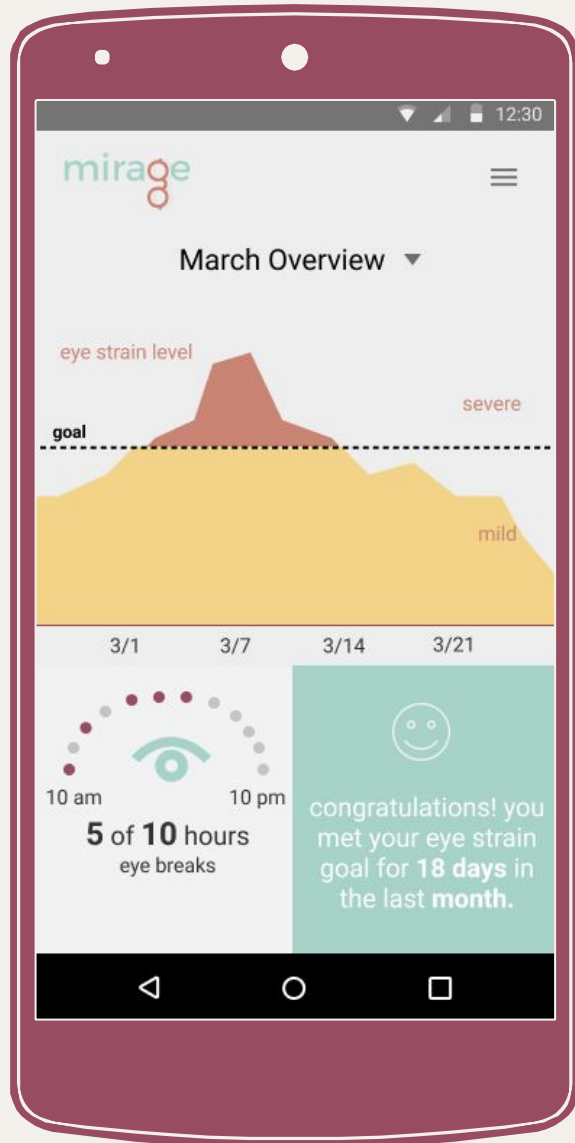 12:30
mirage
March Overview
eye strain level
severe
goal
mild
3/1 3/7 3/14 3/21
10 am 10 pm
5 of 10 hours
eye breaks
congratulations! you
met your eye strain
goal for 18 days in
the last month.